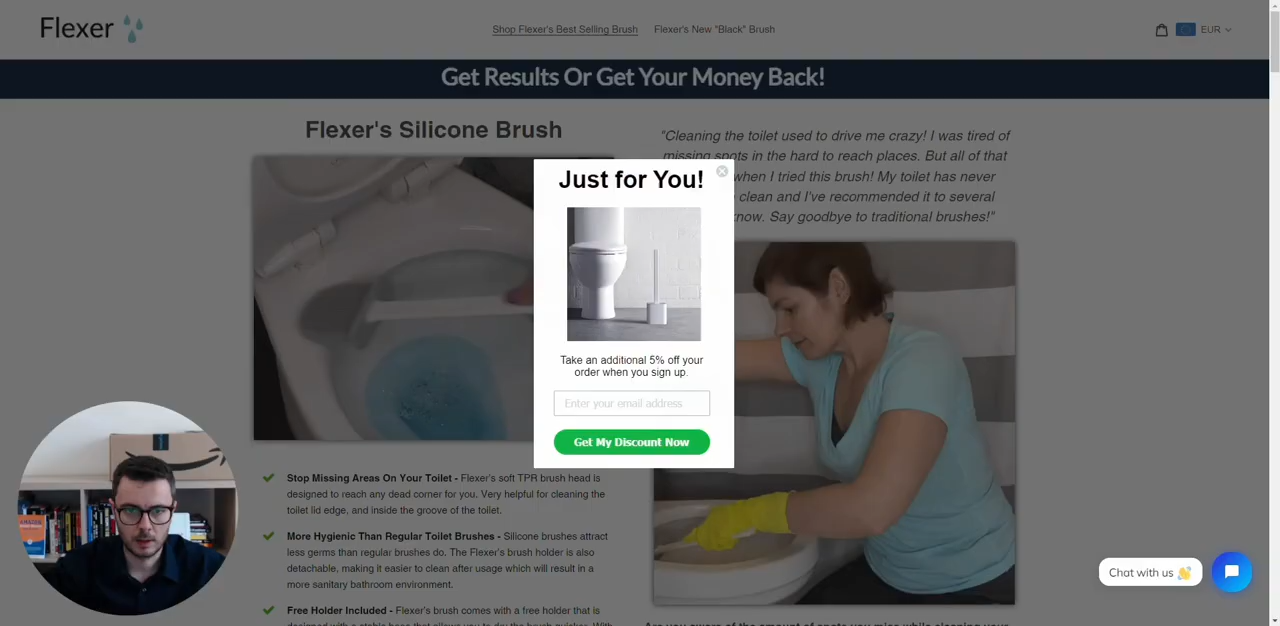 Flexer
Shop Flexer's Best Selling Brush
Flexer's New "Black" Brush
EUR
Get Results Or Get Your Money Back!
Flexer's Silicone Brush
"Cleaning the toilet used to drive me crazy! I was tired of
missing spots in the hard to reach places. But all of that
when I tried this brush! My toilet has never
clean and I've recommended it to several
know. Say goodbye to traditional brushes!"
Just for You!
Take an additional 5% off your
order when you sign up.
Enter your email address
Get My Discount Now
Stop Missing Areas On Your Toilet - Flexer's soft TPR brush head is
designed to reach any dead corner for you. Very helpful for cleaning the
toilet lid edge, and inside the groove of the toilet.
More Hygienic Than Regular Toilet Brushes - Silicone brushes attract
less germs than regular brushes do. The Flexer's brush holder is also
detachable, making it easier to clean after usage which will result in a
more sanitary bathroom environment.
Free Holder Included - Flexer's brush comes with a free holder that is
Chat with us 👋
AMAZON